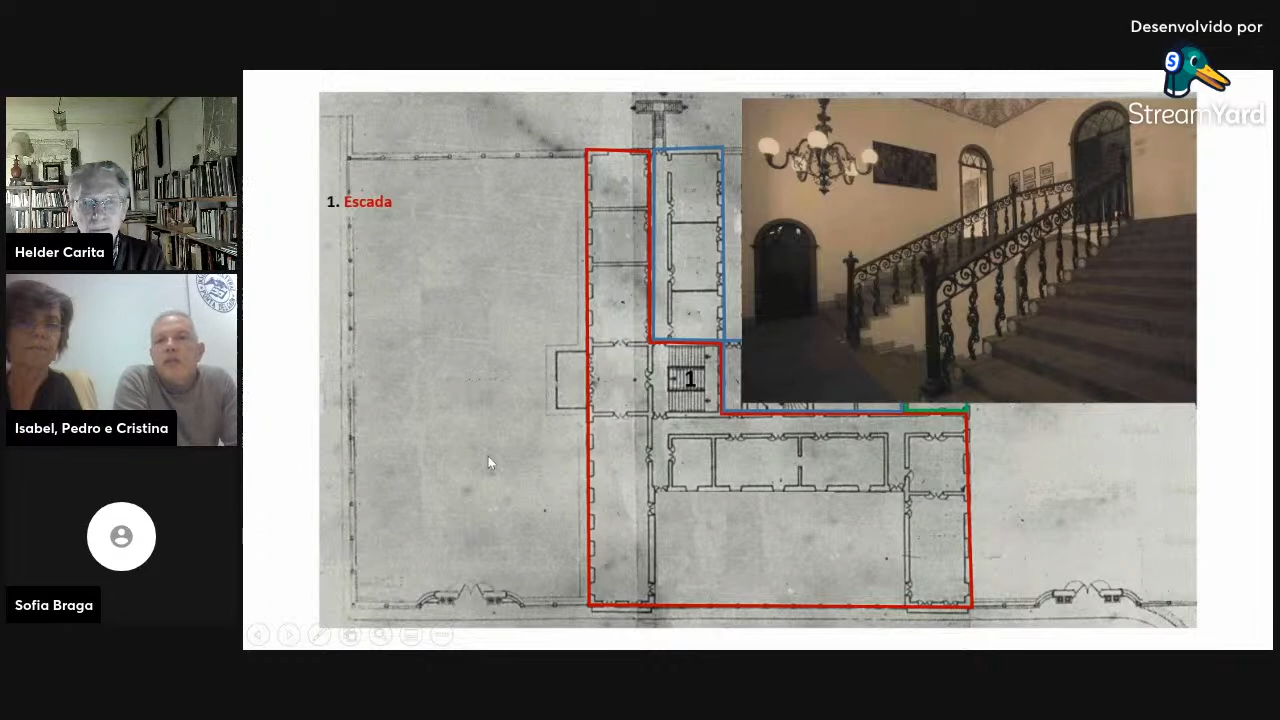 Desenvolvido por
S
StreamYard
1. Escada
1
Helder Carita
Isabel, Pedro e Cristina
Sofia Braga